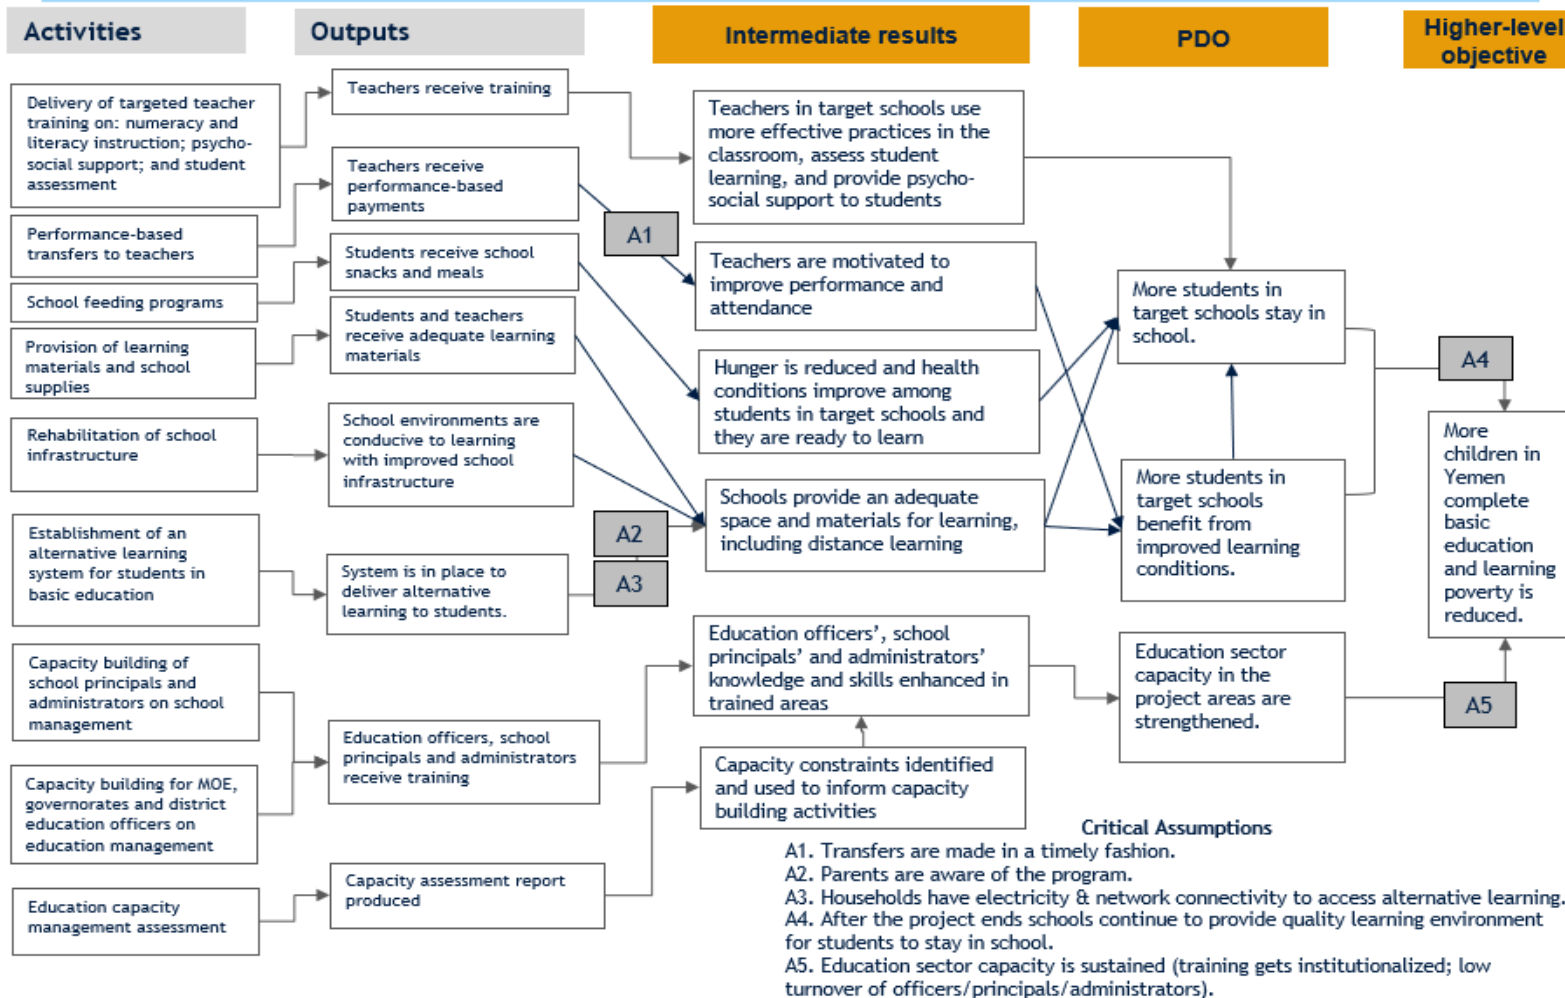 Activities
Outputs
Intermediate results
PDO
Higher-level
objective
Delivery of targeted teacher
training on: numeracy and
literacy instruction; psycho-
social support; and student
assessment
Performance-based
transfers to teachers
School feeding programs
Provision of learning
materials and school
supplies
Rehabilitation of school
infrastructure
Establishment of an
alternative learning
system for students in
basic education
Capacity building of
school principals and
administrators on school
management
Capacity building for MOE,
governorates and district
education officers on
education management
Education capacity
management assessment
Teachers receive training
Teachers receive
performance-based
payments
Students receive school
snacks and meals
Students and teachers
receive adequate learning
materials
School environments are
conducive to learning
with improved school
infrastructure
System is in place to
deliver alternative
learning to students.
Education officers, school
principals and administrators
receive training
Capacity assessment report
produced
A1
A2
A3
Teachers in target schools use
more effective practices in the
classroom, assess student
learning, and provide psycho-
social support to students
Teachers are motivated to
improve performance and
attendance
Hunger is reduced and health
conditions improve among
students in target schools and
they are ready to learn
Schools provide an adequate
space and materials for learning,
including distance learning
Education officers’, school
principals’ and administrators’
knowledge and skills enhanced in
trained areas
Capacity constraints identified
and used to inform capacity
building activities
More students in
target schools stay in
school.
More students in
target schools
benefit from
improved learning
conditions.
Education sector
capacity in the
project areas are
strengthened.
A4
More
children in
Yemen
complete
basic
education
and learning
poverty is
reduced.
A5
Critical Assumptions
A1. Transfers are made in a timely fashion.
A2. Parents are aware of the program.
A3. Households have electricity & network connectivity to access alternative learning.
A4. After the project ends schools continue to provide quality learning environment
for students to stay in school.
A5. Education sector capacity is sustained (training gets institutionalized; low
turnover of officers/principals/administrators).